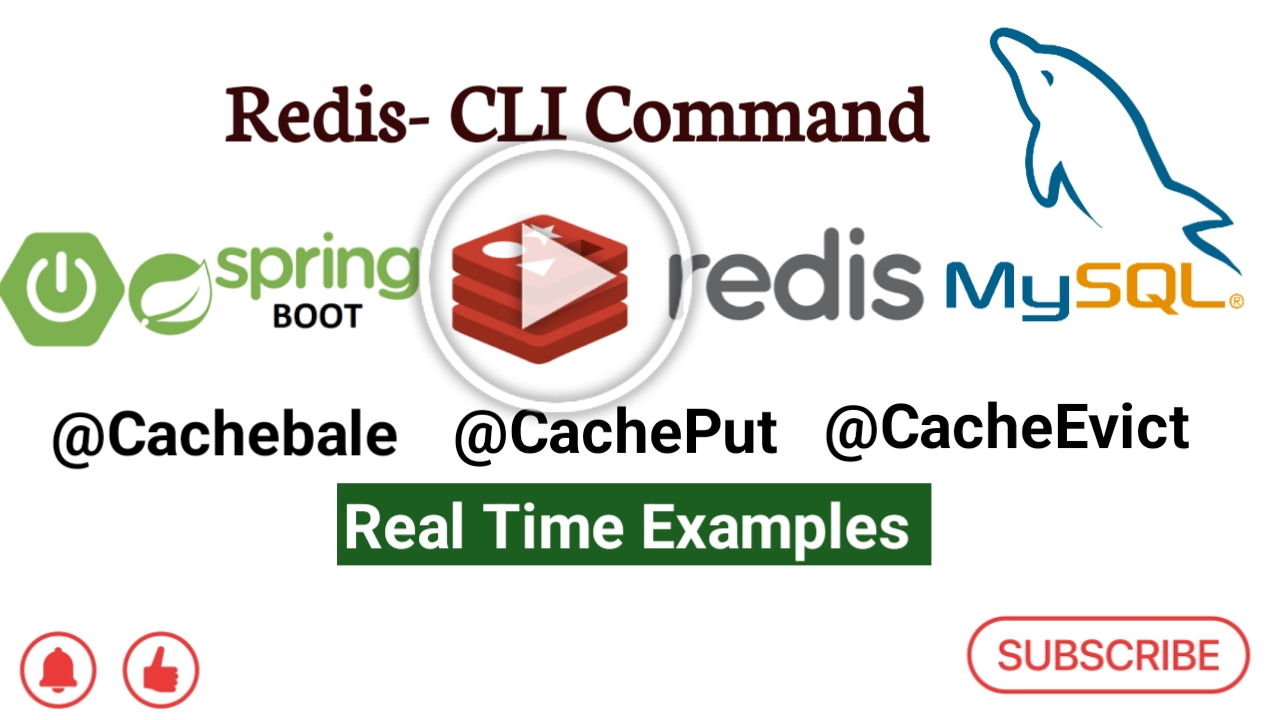 Redis- CLI Command
spring
BOOT
redis
MySQL®
@Cachebale @CachePut @CacheEvict
Real Time Examples
SUBSCRIBE